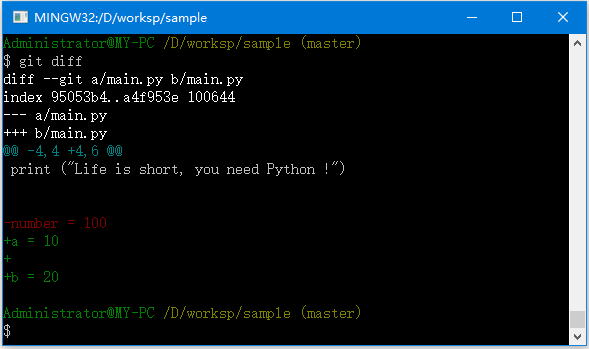 MINGW32:/D/worksp/sample
Administrator@MY-PC /D/worksp/sample (master)
$ git diff
diff --git a/main.py b/main.py
index 95053b4..a4f953e 100644
--- a/main.py
+++ b/main.py
@@ -4,4 +4,6 @@
 print ("Life is short, you need Python !")
-number = 100
+a = 10
+
+b = 20
Administrator@MY-PC /D/worksp/sample (master)
$